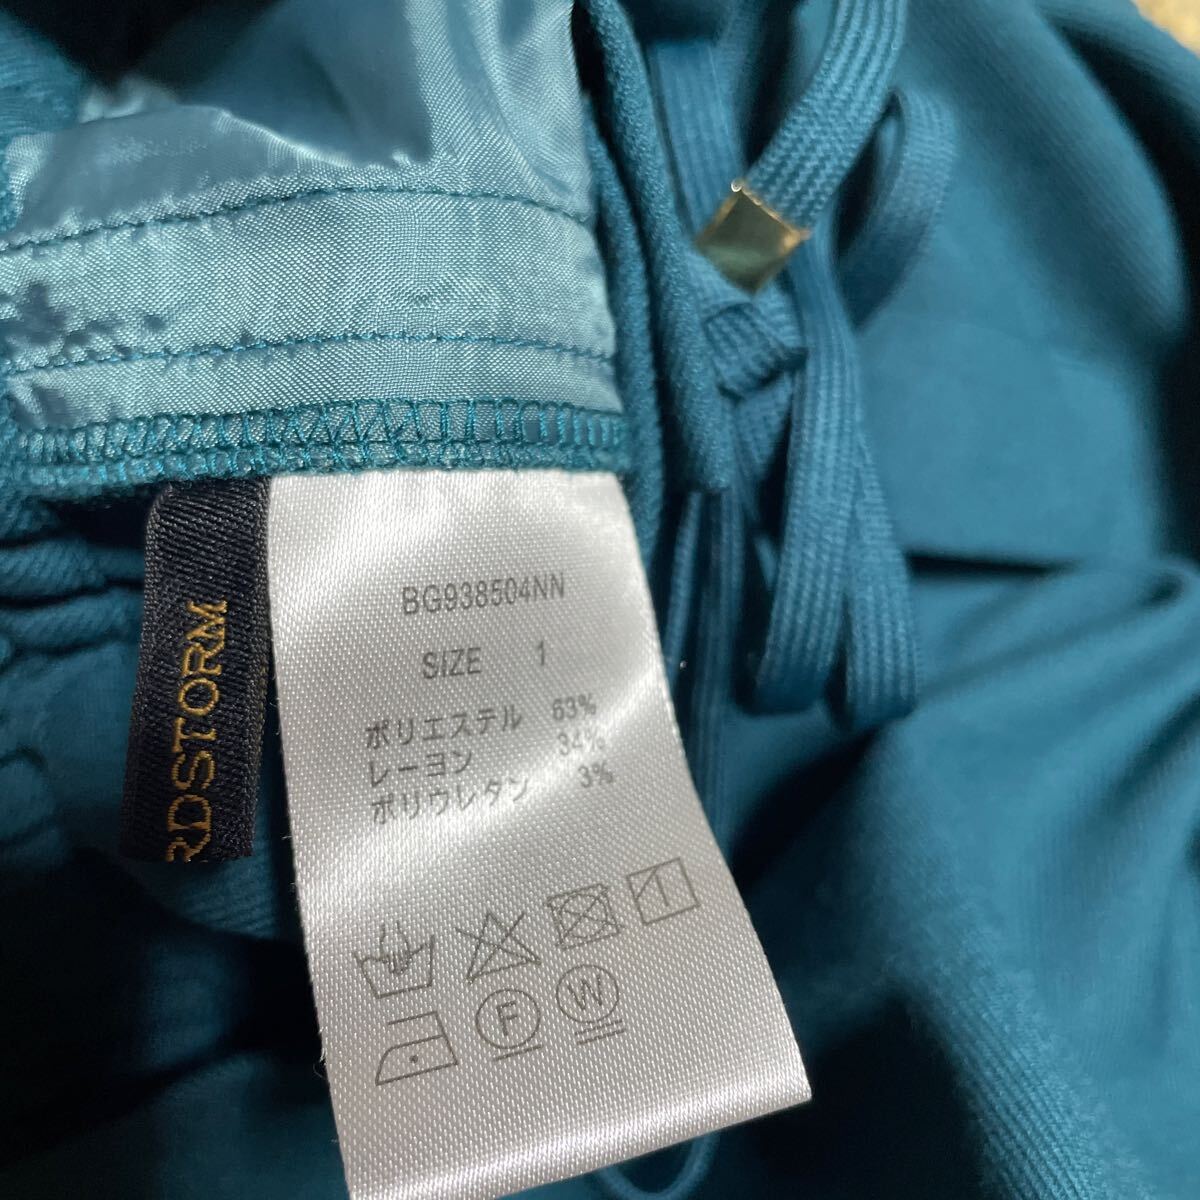 RDSTORM
BG938504NN
SIZE 1
ポリエステル 63%
レーヨン 34%
ポリウレタン 3%
F
W